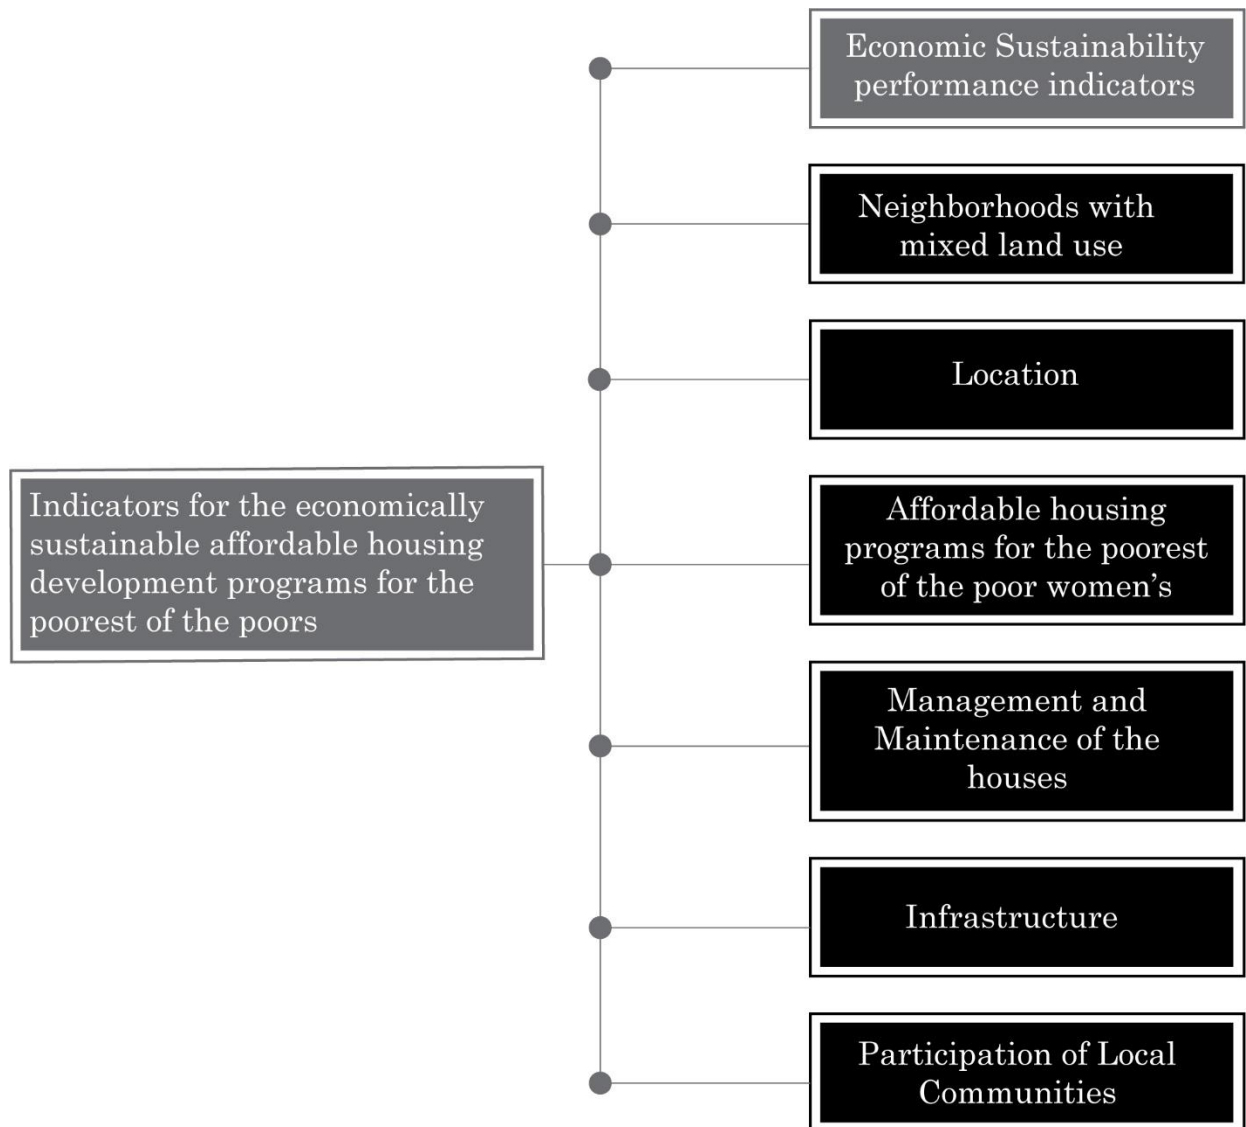 Economic Sustainability
performance indicators
Neighborhoods with
mixed land use
Location
Indicators for the economically
sustainable affordable housing
development programs for the
poorest of the poors
Affordable housing
programs for the poorest
of the poor women’s
Management and
Maintenance of the
houses
Infrastructure
Participation of Local
Communities